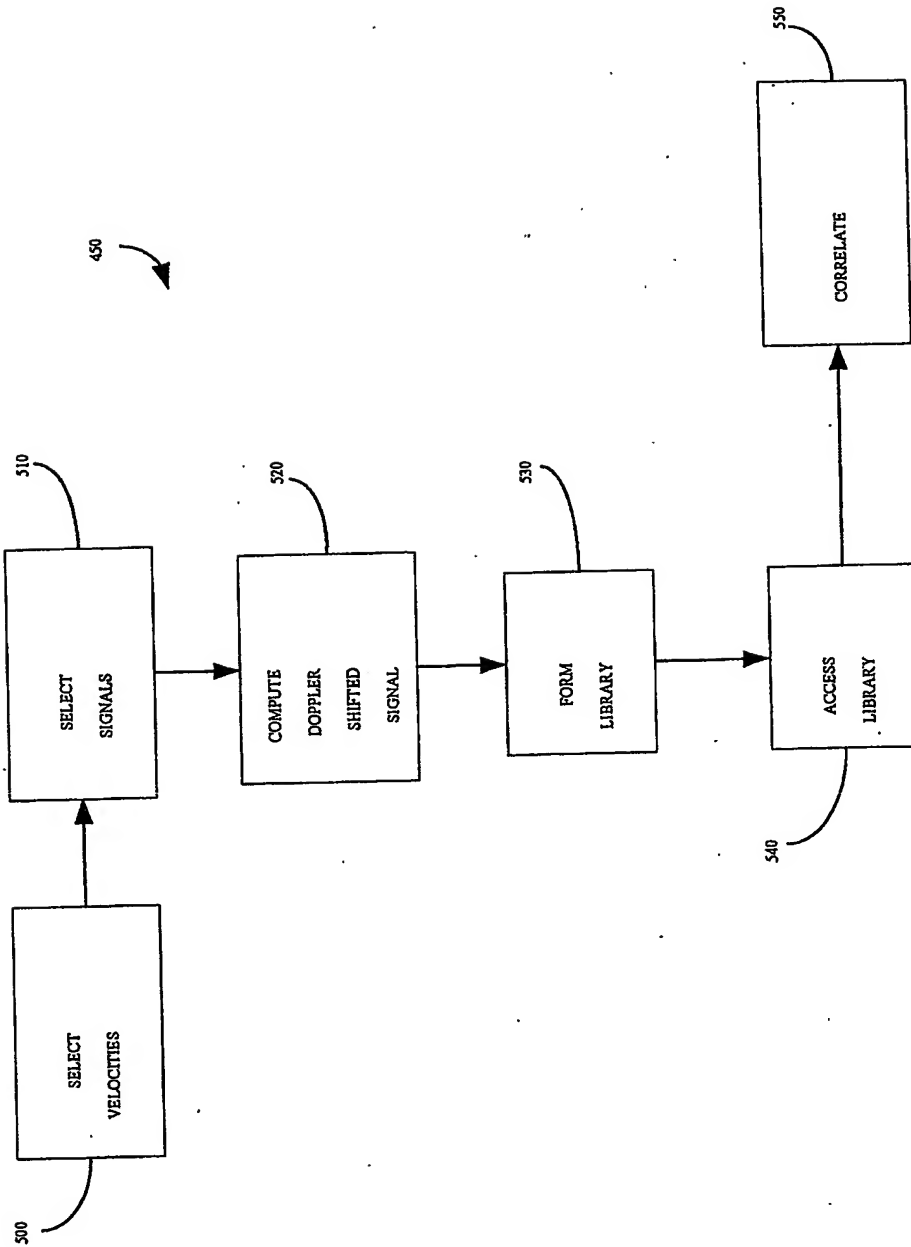 450
500
SELECT
VELOCITIES
510
SELECT
SIGNALS
520
COMPUTE
DOPPLER
SHIFTED
SIGNAL
530
FORM
LIBRARY
540
ACCESS
LIBRARY
550
CORRELATE